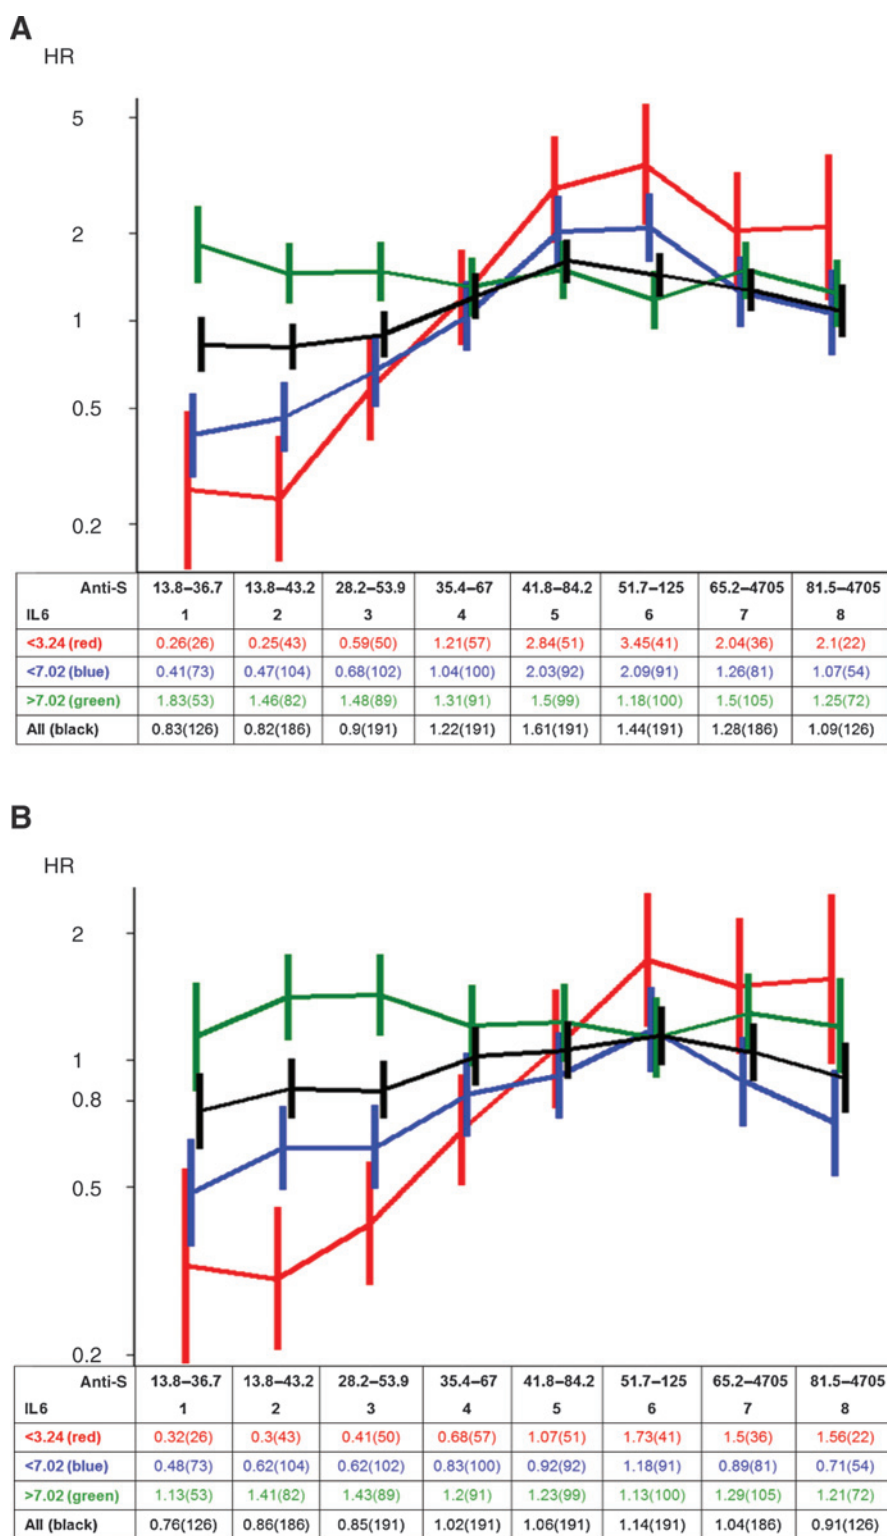 A
HR
5
2
1
0.5
0.2
Anti-S 13.8–36.7 13.8–43.2 28.2–53.9 35.4–67 41.8–84.2 51.7–125 65.2–4705 81.5–4705
IL6 1 2 3 4 5 6 7 8
<3.24 (red) 0.26(26) 0.25(43) 0.59(50) 1.21(57) 2.84(51) 3.45(41) 2.04(36) 2.1(22)
<7.02 (blue) 0.41(73) 0.47(104) 0.68(102) 1.04(100) 2.03(92) 2.09(91) 1.26(81) 1.07(54)
>7.02 (green) 1.83(53) 1.46(82) 1.48(89) 1.31(91) 1.5(99) 1.18(100) 1.5(105) 1.25(72)
All (black) 0.83(126) 0.82(186) 0.9(191) 1.22(191) 1.61(191) 1.44(191) 1.28(186) 1.09(126)
B
HR
2
1
0.8
0.5
0.2
Anti-S 13.8–36.7 13.8–43.2 28.2–53.9 35.4–67 41.8–84.2 51.7–125 65.2–4705 81.5–4705
IL6 1 2 3 4 5 6 7 8
<3.24 (red) 0.32(26) 0.3(43) 0.41(50) 0.68(57) 1.07(51) 1.73(41) 1.5(36) 1.56(22)
<7.02 (blue) 0.48(73) 0.62(104) 0.62(102) 0.83(100) 0.92(92) 1.18(91) 0.89(81) 0.71(54)
>7.02 (green) 1.13(53) 1.41(82) 1.43(89) 1.2(91) 1.23(99) 1.13(100) 1.29(105) 1.21(72)
All (black) 0.76(126) 0.86(186) 0.85(191) 1.02(191) 1.06(191) 1.14(191) 1.04(186) 0.91(126)